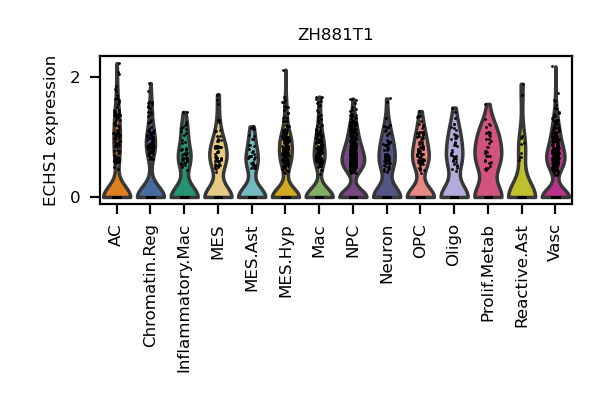 ZH881T1
ECHS1 expression
2
0
AC
Chromatin.Reg
Inflammatory.Mac
MES
MES.Ast
MES.Hyp
Mac
NPC
Neuron
OPC
Oligo
Prolif.Metab
Reactive.Ast
Vasc